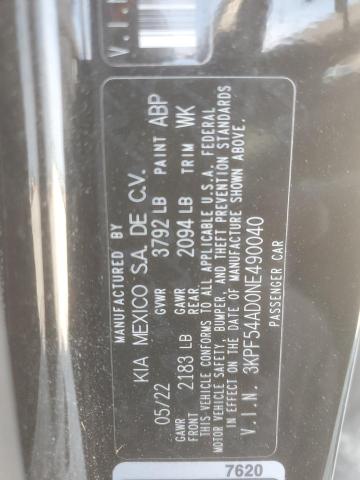 V.I.N
MANUFACTURED BY
KIA MEXICO S.A. DE C.V.
05/22 GVWR 3792 LB PAINT ABP
GAWR FRONT 2183 LB GAWR REAR 2094 LB TRIM WK
THIS VEHICLE CONFORMS TO ALL APPLICABLE U.S.A. FEDERAL
MOTOR VEHICLE SAFETY, BUMPER, AND THEFT PREVENTION STANDARDS
IN EFFECT ON THE DATE OF MANUFACTURE SHOWN ABOVE.
V.I.N. 3KPF54AD0NE490040
PASSENGER CAR
7620